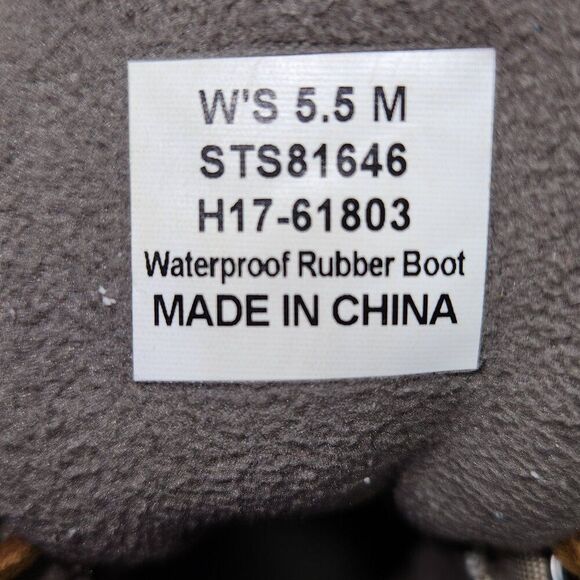 W'S 5.5 M
STS81646
H17-61803
Waterproof Rubber Boot
MADE IN CHINA